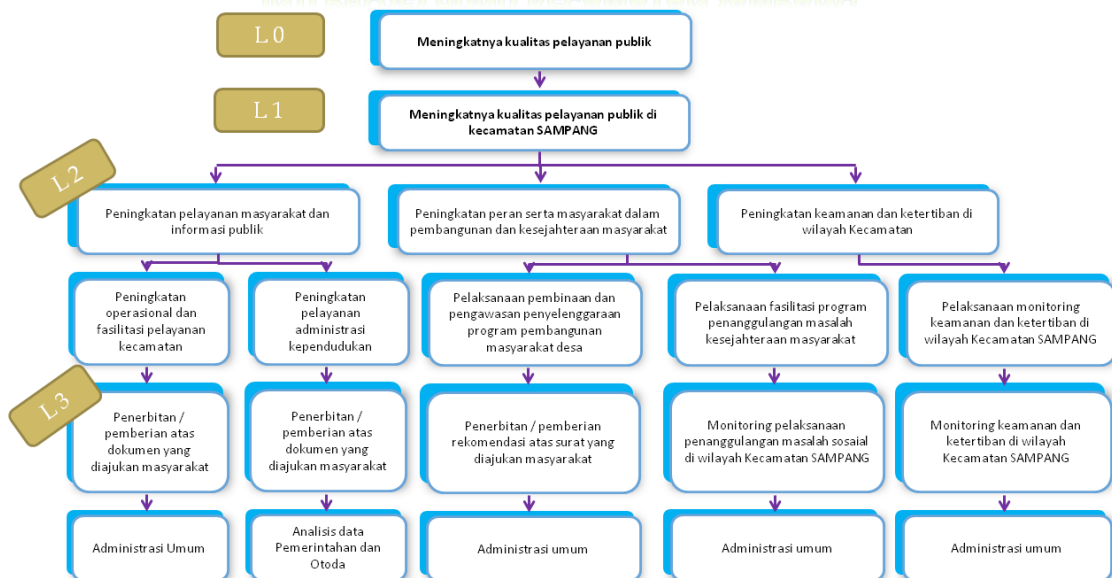 L 0
Meningkatnya kualitas pelayanan publik
L 1
Meningkatnya kualitas pelayanan publik di
kecamatan SAMPANG
L 2
Peningkatan pelayanan masyarakat dan
informasi publik
Peningkatan peran serta masyarakat dalam
pembangunan dan kesejahteraan masyarakat
Peningkatan keamanan dan ketertiban di
wilayah Kecamatan
Peningkatan
operasional dan
fasilitasi pelayanan
kecamatan
Peningkatan
pelayanan
administrasi
kependudukan
Pelaksanaan pembinaan dan
pengawasan penyelenggaraan
program pembangunan
masyarakat desa
Pelaksanaan fasilitasi program
penanggulangan masalah
kesejahteraan masyarakat
Pelaksanaan monitoring
keamanan dan ketertiban di
wilayah Kecamatan SAMPANG
L 3
Penerbitan /
pemberian atas
dokumen yang
diajukan masyarakat
Penerbitan /
pemberian atas
dokumen yang
diajukan masyarakat
Penerbitan / pemberian
rekomendasi atas surat yang
diajukan masyarakat
Monitoring pelaksanaan
penanggulangan masalah sosaial
di wilayah Kecamatan SAMPANG
Monitoring keamanan dan
ketertiban di wilayah
Kecamatan SAMPANG
Administrasi Umum
Analisis data
Pemerintahan dan
Otoda
Administrasi umum
Administrasi umum
Administrasi umum